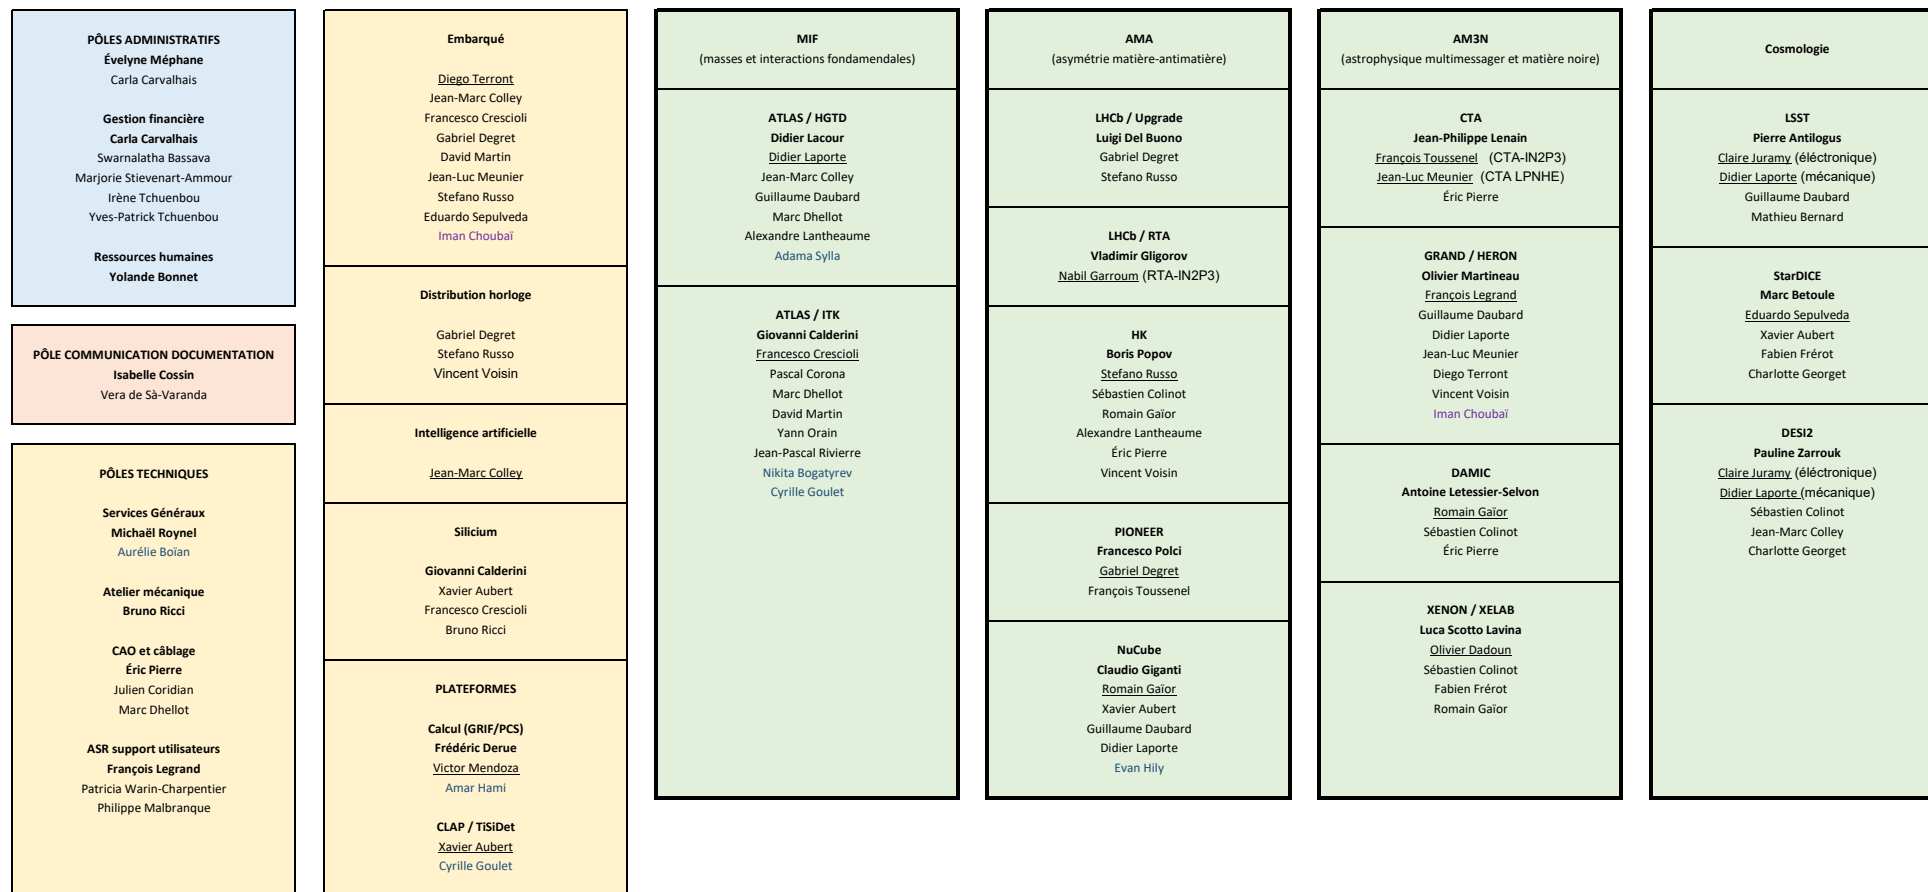 PÔLES ADMINISTRATIFS
Évelyne Méphane
Carla Carvalhais
Gestion financière
Carla Carvalhais
Swarnalatha Bassava
Marjorie Stievenart-Ammour
Irène Tchuenbou
Yves-Patrick Tchuenbou
Ressources humaines
Yolande Bonnet
PÔLE COMMUNICATION DOCUMENTATION
Isabelle Cossin
Vera de Sà-Varanda
PÔLES TECHNIQUES
Services Généraux
Michaël Roynel
Aurélie Boïan
Atelier mécanique
Bruno Ricci
CAO et câblage
Éric Pierre
Julien Coridian
Marc Dhellot
ASR support utilisateurs
François Legrand
Patricia Warin-Charpentier
Philippe Malbranque
Embarqué
Diego Terront
Jean-Marc Colley
Francesco Crescioli
Gabriel Degret
David Martin
Jean-Luc Meunier
Stefano Russo
Eduardo Sepulveda
Iman Choubaï
Distribution horloge
Gabriel Degret
Stefano Russo
Vincent Voisin
Intelligence artificielle
Jean-Marc Colley
Silicium
Giovanni Calderini
Xavier Aubert
Francesco Crescioli
Bruno Ricci
PLATEFORMES
Calcul (GRIF/PCS)
Frédéric Derue
Victor Mendoza
Amar Hami
CLAP / TiSiDet
Xavier Aubert
Cyrille Goulet
MIF
(masses et interactions fondamentales)
ATLAS / HGTD
Didier Lacour
Didier Laporte
Jean-Marc Colley
Guillaume Daubard
Marc Dhellot
Alexandre Lantheaume
Adama Sylla
ATLAS / ITK
Giovanni Calderini
Francesco Crescioli
Pascal Corona
Marc Dhellot
David Martin
Yann Orain
Jean-Pascal Rivierre
Nikita Bogatyrev
Cyrille Goulet
AMA
(asymétrie matière-antimatière)
LHCb / Upgrade
Luigi Del Buono
Gabriel Degret
Stefano Russo
LHCb / RTA
Vladimir Gligorov
Nabil Garroum (RTA-IN2P3)
HK
Boris Popov
Stefano Russo
Sébastien Colinot
Romain Gaïor
Alexandre Lantheaume
Éric Pierre
Vincent Voisin
PIONEER
Francesco Polci
Gabriel Degret
François Toussenel
NuCube
Claudio Giganti
Romain Gaïor
Xavier Aubert
Guillaume Daubard
Didier Laporte
Evan Hily
AM3N
(astrophysique multimessager et matière noire)
CTA
Jean-Philippe Lenain
François Toussenel (CTA-IN2P3)
Jean-Luc Meunier (CTA LPNHE)
Éric Pierre
GRAND / HERON
Olivier Martineau
François Legrand
Guillaume Daubard
Didier Laporte
Jean-Luc Meunier
Diego Terront
Vincent Voisin
Iman Choubaï
DAMIC
Antoine Letessier-Selvon
Romain Gaïor
Sébastien Colinot
Éric Pierre
XENON / XELAB
Luca Scotto Lavina
Olivier Dadoun
Sébastien Colinot
Fabien Frérot
Romain Gaïor
Cosmologie
LSST
Pierre Antilogus
Claire Juramy (éléctronique)
Didier Laporte (mécanique)
Guillaume Daubard
Mathieu Bernard
StarDICE
Marc Betoule
Eduardo Sepulveda
Xavier Aubert
Fabien Frérot
Charlotte Georget
DESI2
Pauline Zarrouk
Claire Juramy (éléctronique)
Didier Laporte (mécanique)
Sébastien Colinot
Jean-Marc Colley
Charlotte Georget